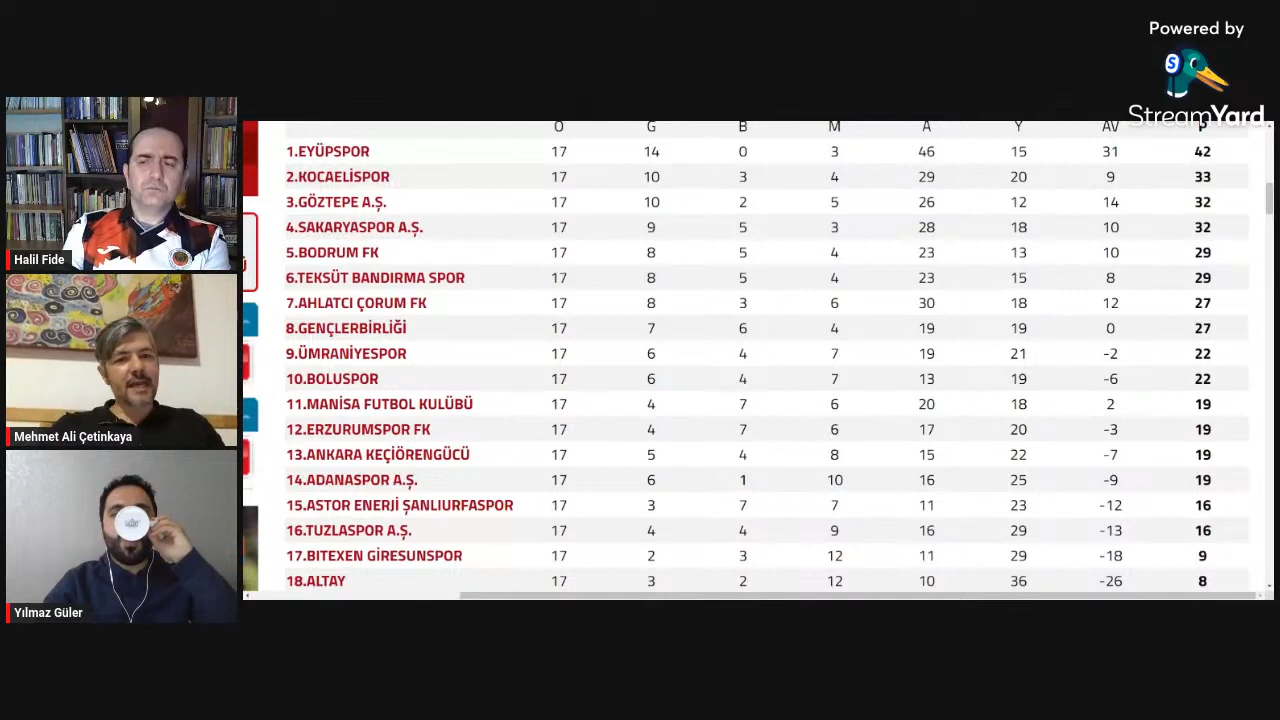 Powered by
S
StreamYard
O G B M A Y AV P
1.EYÜPSPOR 17 14 0 3 46 15 31 42
2.KOCAELİSPOR 17 10 3 4 29 20 9 33
3.GÖZTEPE A.Ş. 17 10 2 5 26 12 14 32
4.SAKARYASPOR A.Ş. 17 9 5 3 28 18 10 32
5.BODRUM FK 17 8 5 4 23 13 10 29
6.TEKSÜT BANDIRMA SPOR 17 8 5 4 23 15 8 29
7.AHLATCI ÇORUM FK 17 8 3 6 30 18 12 27
8.GENÇLERBİRLİĞİ 17 7 6 4 19 19 0 27
9.ÜMRANİYESPOR 17 6 4 7 19 21 -2 22
10.BOLUSPOR 17 6 4 7 13 19 -6 22
11.MANİSA FUTBOL KULÜBÜ 17 4 7 6 20 18 2 19
12.ERZURUMSPOR FK 17 4 7 6 17 20 -3 19
13.ANKARA KEÇİÖRENGÜCÜ 17 5 4 8 15 22 -7 19
14.ADANASPOR A.Ş. 17 6 1 10 16 25 -9 19
15.ASTOR ENERJİ ŞANLIURFASPOR 17 3 7 7 11 23 -12 16
16.TUZLASPOR A.Ş. 17 4 4 9 16 29 -13 16
17.BITEXEN GİRESUNSPOR 17 2 3 12 11 29 -18 9
18.ALTAY 17 3 2 12 10 36 -26 8
Halil Fide
Mehmet Ali Çetinkaya
Yılmaz Güler